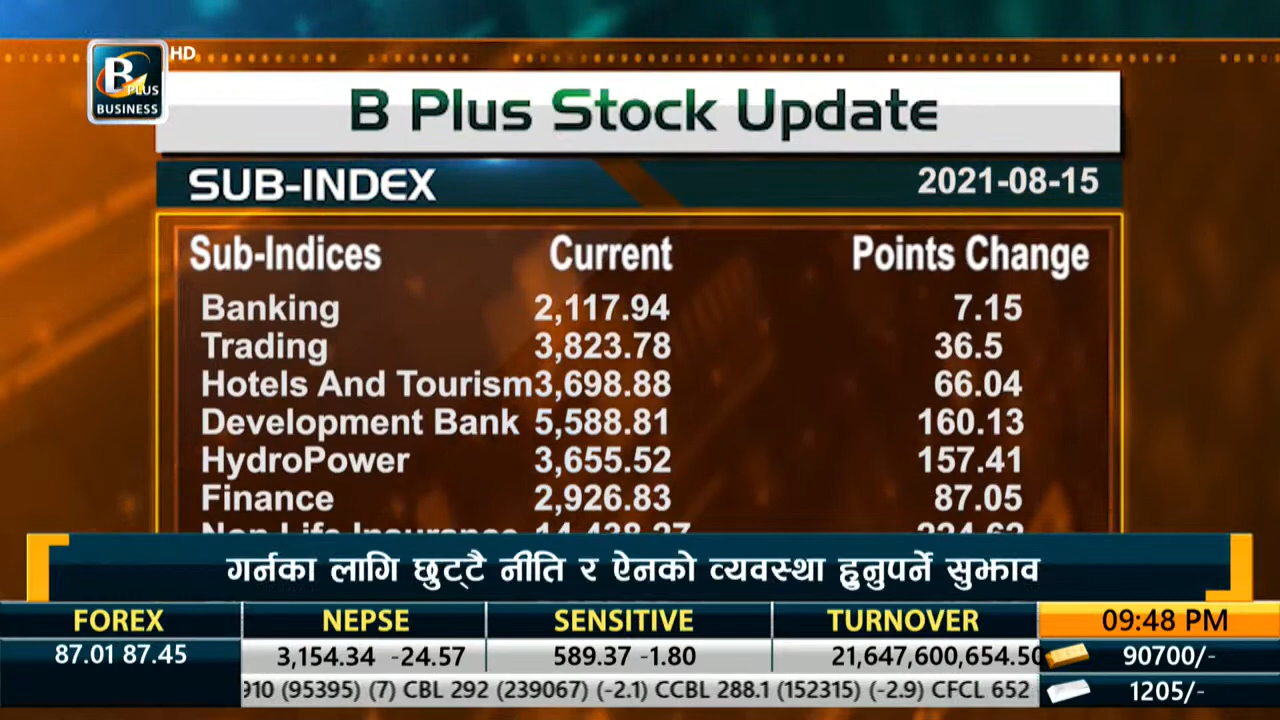 B PLUS BUSINESS HD
B Plus Stock Update
SUB-INDEX 2021-08-15
Sub-Indices Current Points Change
Banking 2,117.94 7.15
Trading 3,823.78 36.5
Hotels And Tourism 3,698.88 66.04
Development Bank 5,588.81 160.13
HydroPower 3,655.52 157.41
Finance 2,926.83 87.05
Non Life Insurance
गर्नका लागि छुट्टै नीति र ऐनको व्यवस्था हुनुपर्ने सुझाव
FOREX NEPSE SENSITIVE TURNOVER 09:48 PM
87.01 87.45 3,154.34 -24.57 589.37 -1.80 21,647,600,654.50 90700/-
910 (95395) (7) CBL 292 (239067) (-2.1) CCBL 288.1 (152315) (-2.9) CFCL 652 1205/-